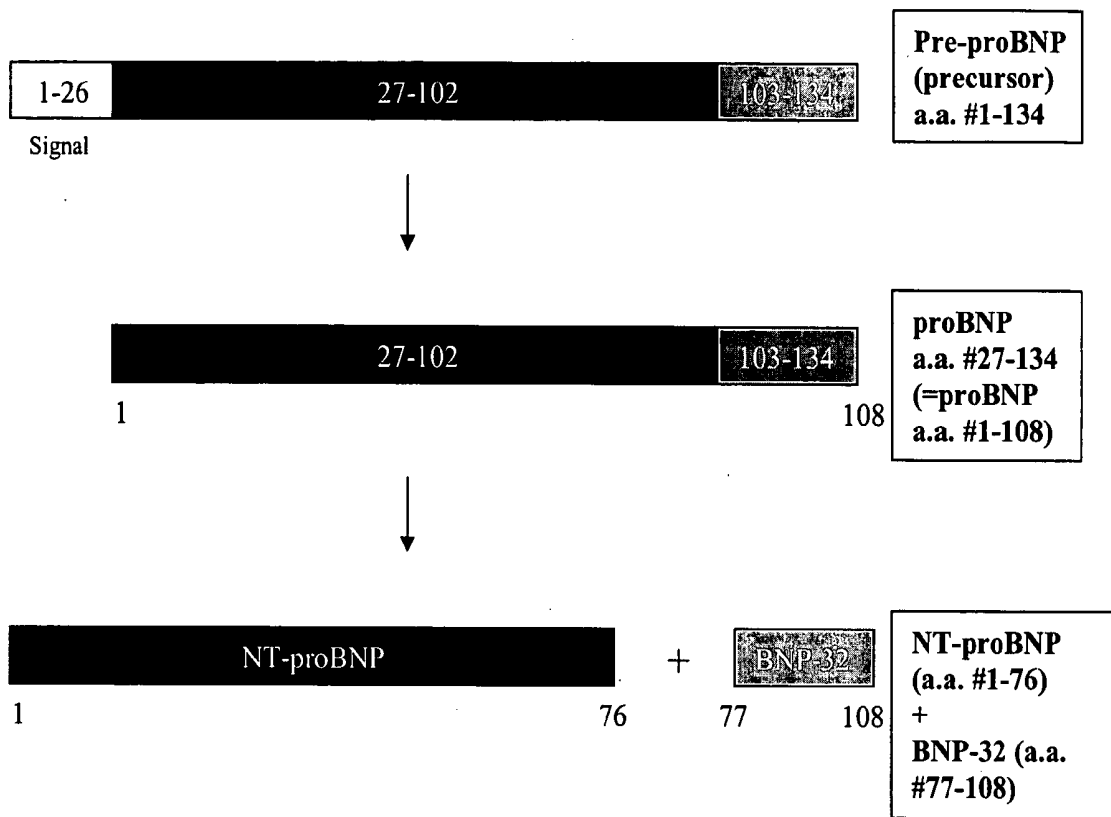 Pre-proBNP
(precursor)
a.a. #1-134
1-26
27-102
103-134
Signal
27-102
103-134
1
108
proBNP
a.a. #27-134
(=proBNP
a.a. #1-108)
NT-proBNP
+
BNP-32
1
76
77
108
NT-proBNP
(a.a. #1-76)
+
BNP-32 (a.a.
#77-108)